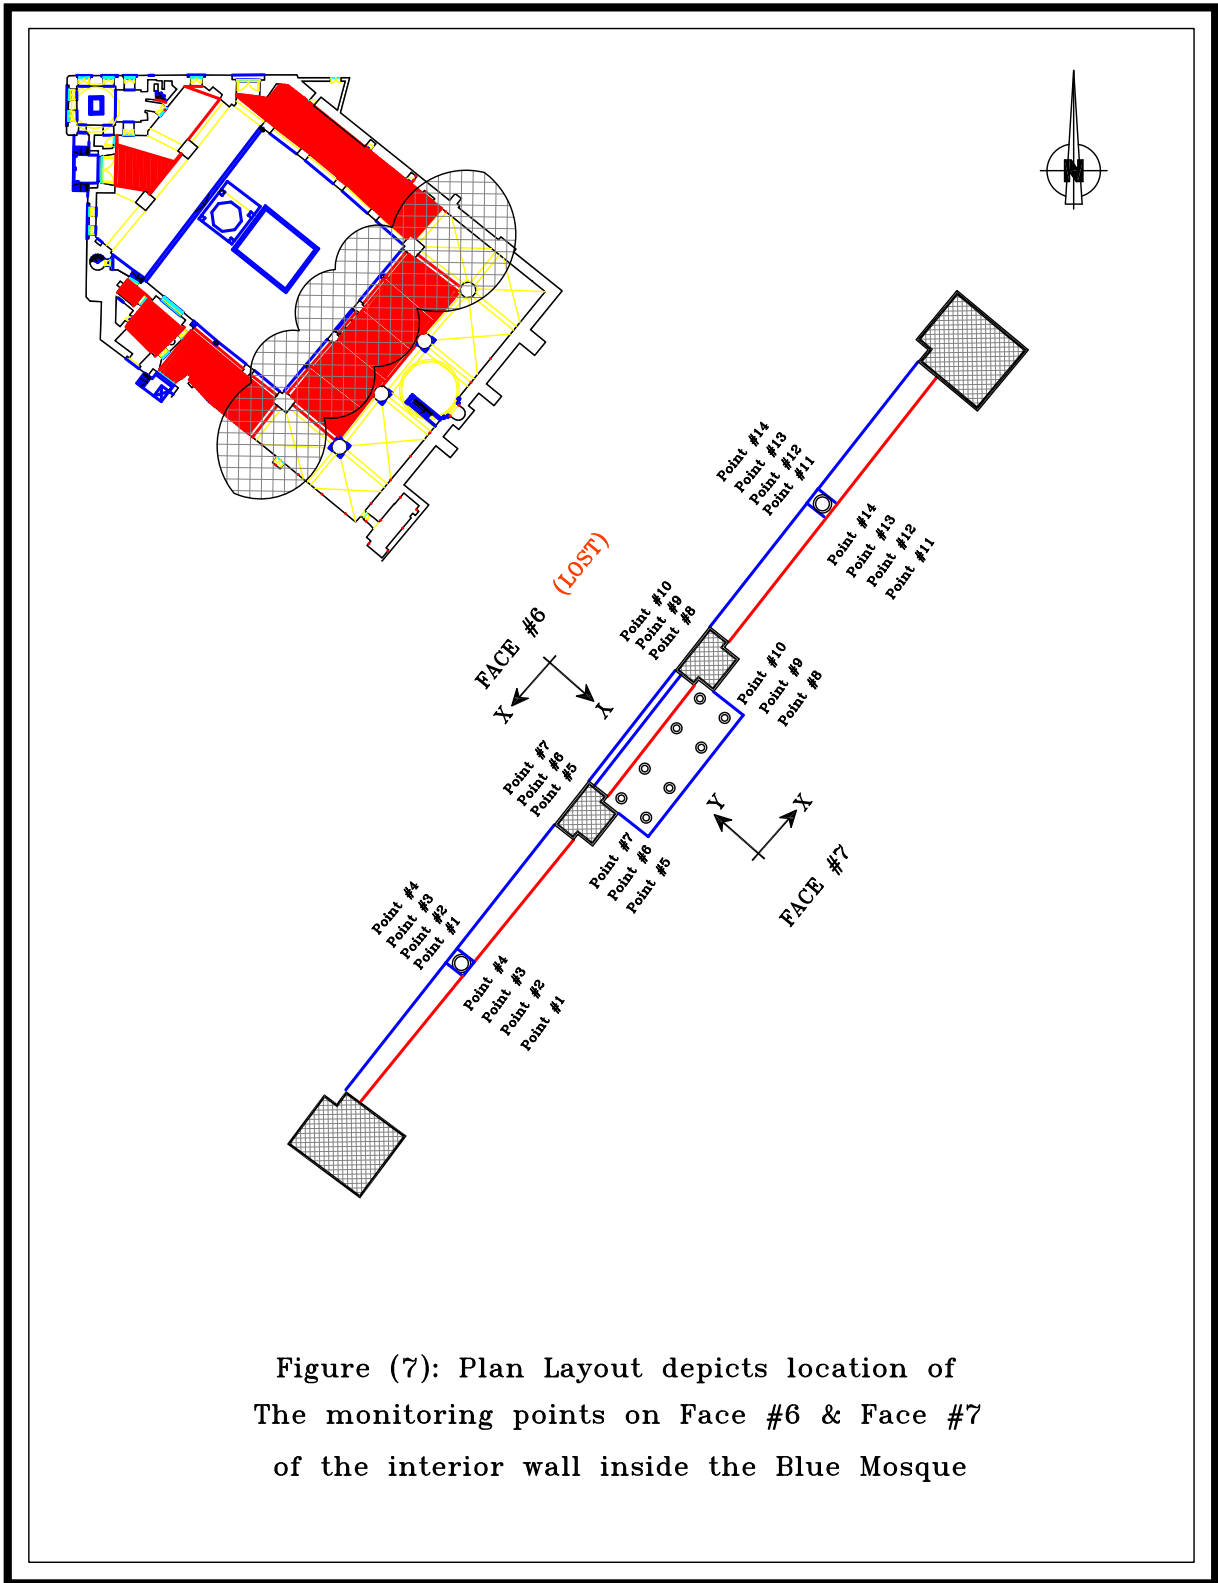 N
Point #14
Point #13
Point #12
Point #11
Point #14
Point #13
Point #12
Point #11
(LOST)
FACE #6
X
Y
Point #10
Point #9
Point #8
Point #10
Point #9
Point #8
Point #7
Point #6
Point #5
Point #7
Point #6
Point #5
Y
X
FACE #7
Point #4
Point #3
Point #2
Point #1
Point #4
Point #3
Point #2
Point #1
Figure (7): Plan Layout depicts location of
The monitoring points on Face #6 & Face #7
of the interior wall inside the Blue Mosque